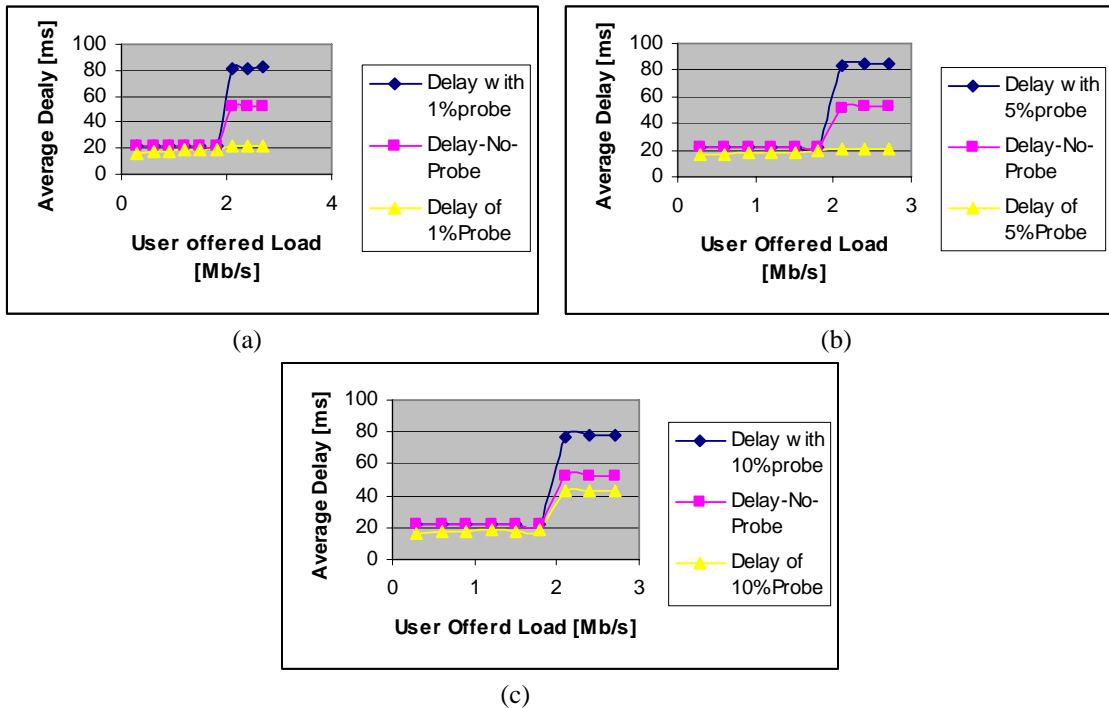 100
80
60
40
20
0
Average Dealy [ms]
0 2 4
User offered Load
[Mb/s]
Delay with
1%probe
Delay-No-
Probe
Delay of
1%Probe
(a)
100
80
60
40
20
0
Average Delay [ms]
0 1 2 3
User Offered Load
[Mb/s]
Delay with
5%probe
Delay-No-
Probe
Delay of
5%Probe
(b)
100
80
60
40
20
0
Average Delay [ms]
0 1 2 3
User Offerd Load [Mb/s]
Delay with
10%probe
Delay-No-
Probe
Delay of
10%Probe
(c)